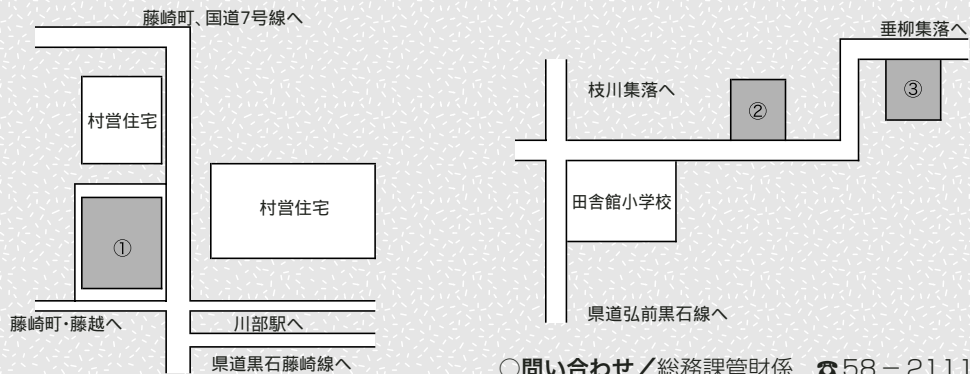 藤崎町、国道7号線へ
村営住宅
村営住宅
①
藤崎町・藤越へ
川部駅へ
県道黒石藤崎線へ
垂柳集落へ
枝川集落へ
②
③
田舎館小学校
県道弘前黒石線へ
○問い合わせ／総務課管財係 ☎58－2111